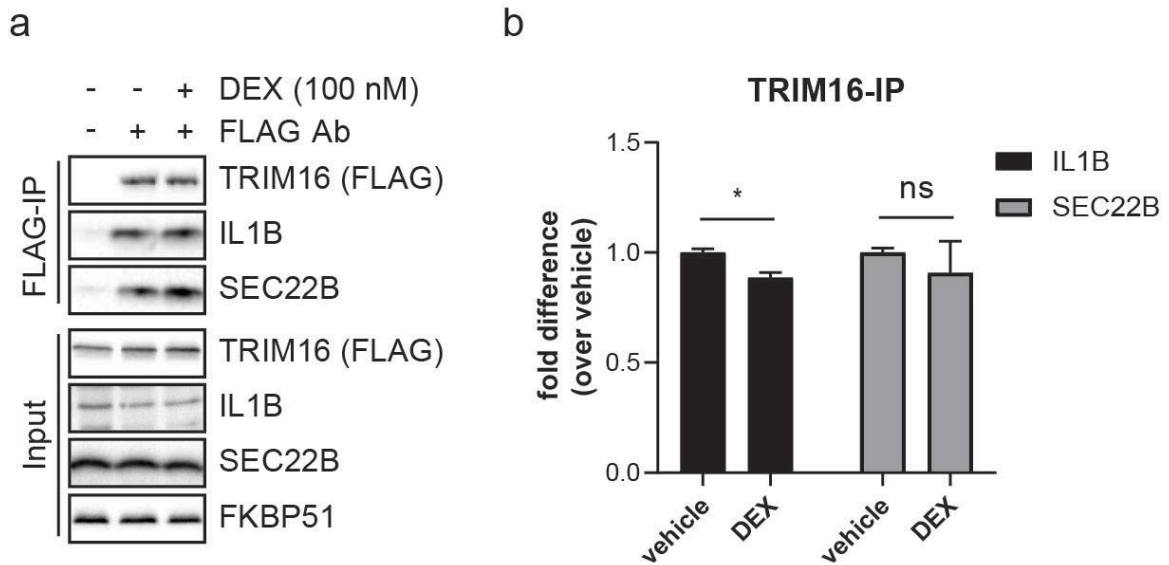 a
- - + DEX (100 nM)
- + + FLAG Ab
FLAG-IP
TRIM16 (FLAG)
IL1B
SEC22B
Input
TRIM16 (FLAG)
IL1B
SEC22B
FKBP51
b
TRIM16-IP
fold difference
(over vehicle)
1.5
1.0
0.5
0.0
*
ns
vehicle
DEX
vehicle
DEX
IL1B
SEC22B